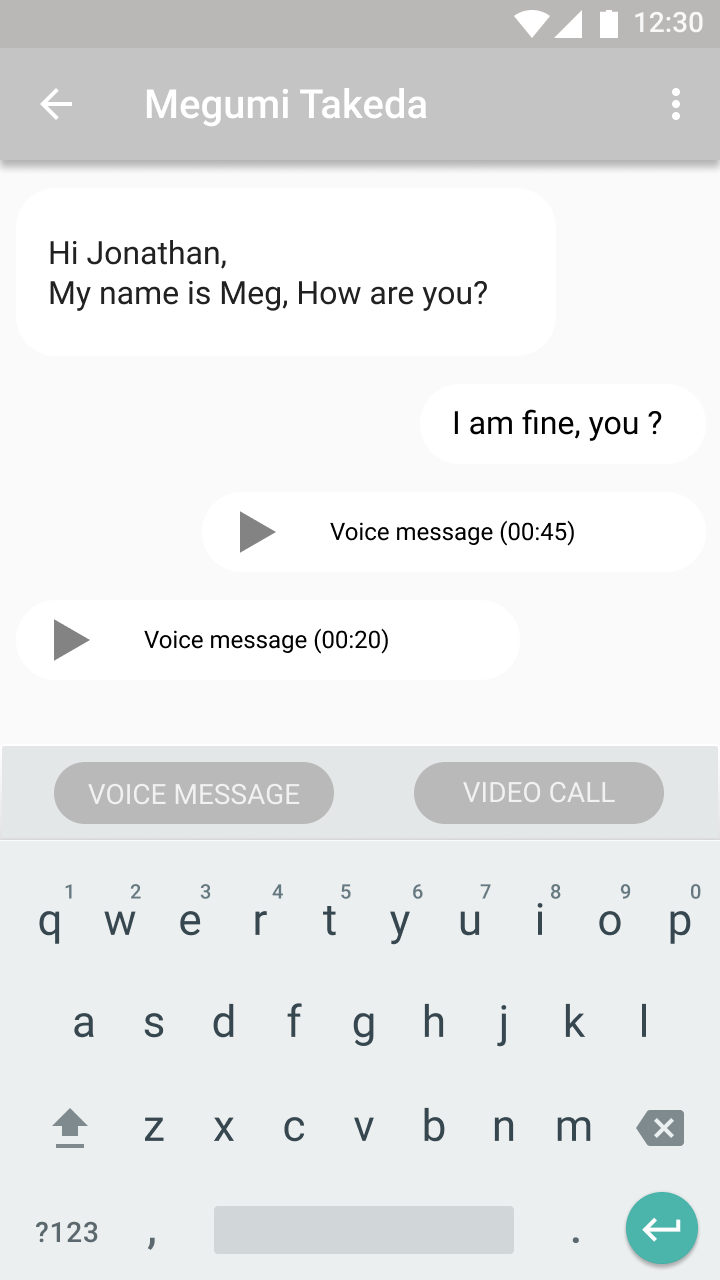 12:30
Megumi Takeda
Hi Jonathan,
My name is Meg, How are you?
I am fine, you ?
Voice message (00:45)
Voice message (00:20)
VOICE MESSAGE VIDEO CALL
1 2 3 4 5 6 7 8 9 0
q w e r t y u i o p
a s d f g h j k l
z x c v b n m
?123 , .